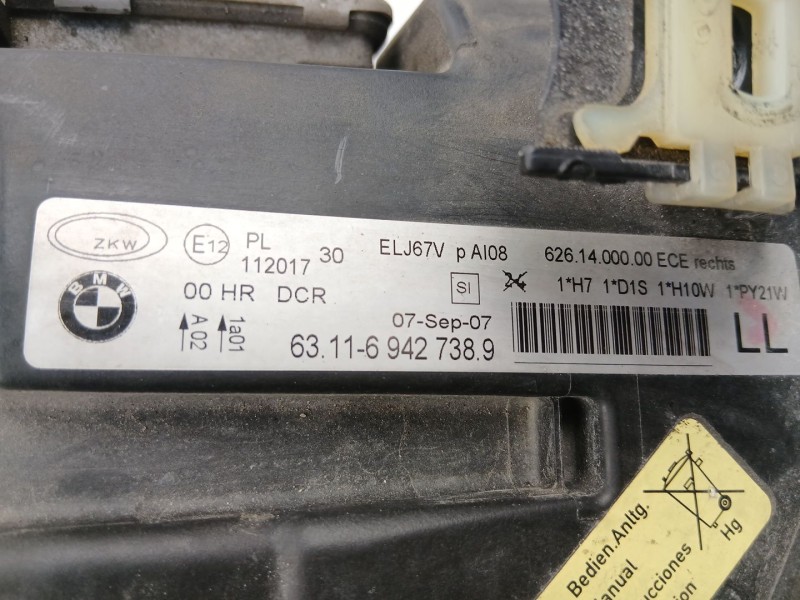 ZKW
E12
PL
112017 30
ELJ67V p AI08
626.14.000.00 ECE rechts
BMW
00 HR DCR
SI
1*H7 1*D1S 1*H10W 1*PY21W
A 02
1a01
07-Sep-07
63.11-6 942 738.9
LL
Hg
Bedien.Anltg.